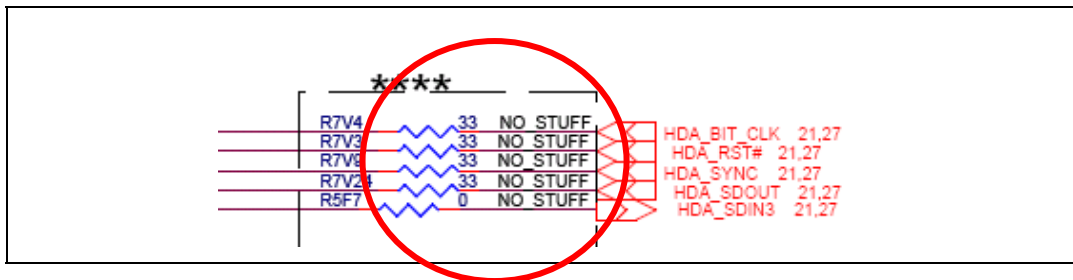 ****
R7V4 33 NO_STUFF HDA_BIT_CLK 21,27
R7V3 33 NO_STUFF HDA_RST# 21,27
R7V9 33 NO_STUFF HDA_SYNC 21,27
R7V24 33 NO_STUFF HDA_SDOUT 21,27
R5F7 0 NO_STUFF HDA_SDIN3 21,27